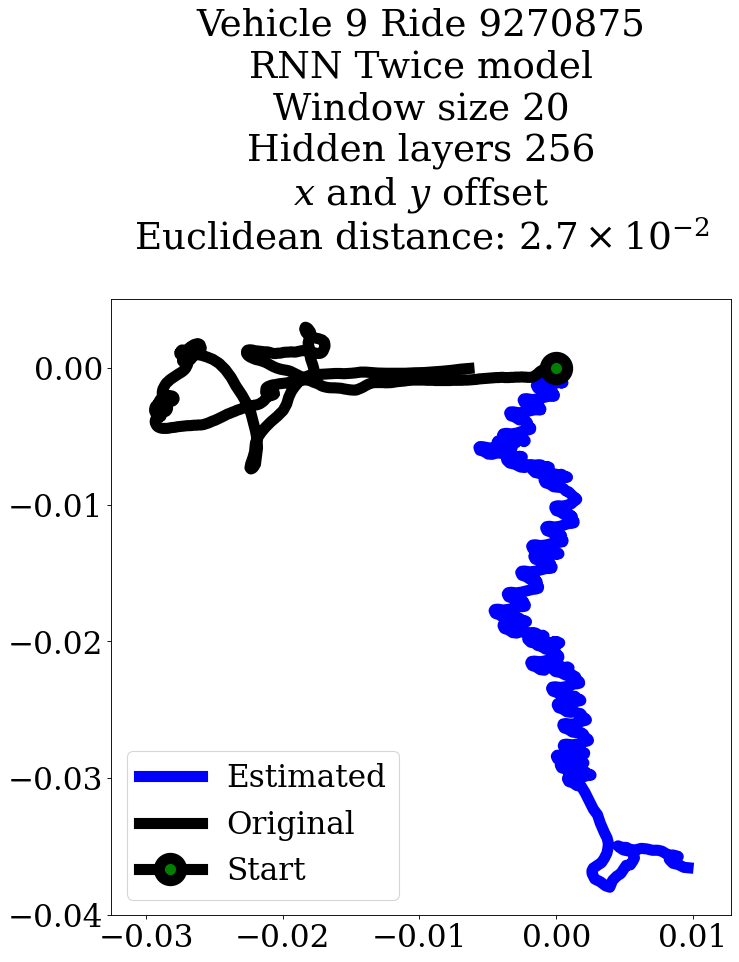 Vehicle 9 Ride 9270875
RNN Twice model
Window size 20
Hidden layers 256
x and y offset
Euclidean distance: 2.7 × 10⁻²
0.00
−0.01
−0.02
−0.03
−0.04
Estimated
Original
Start
−0.03 −0.02 −0.01 0.00 0.01